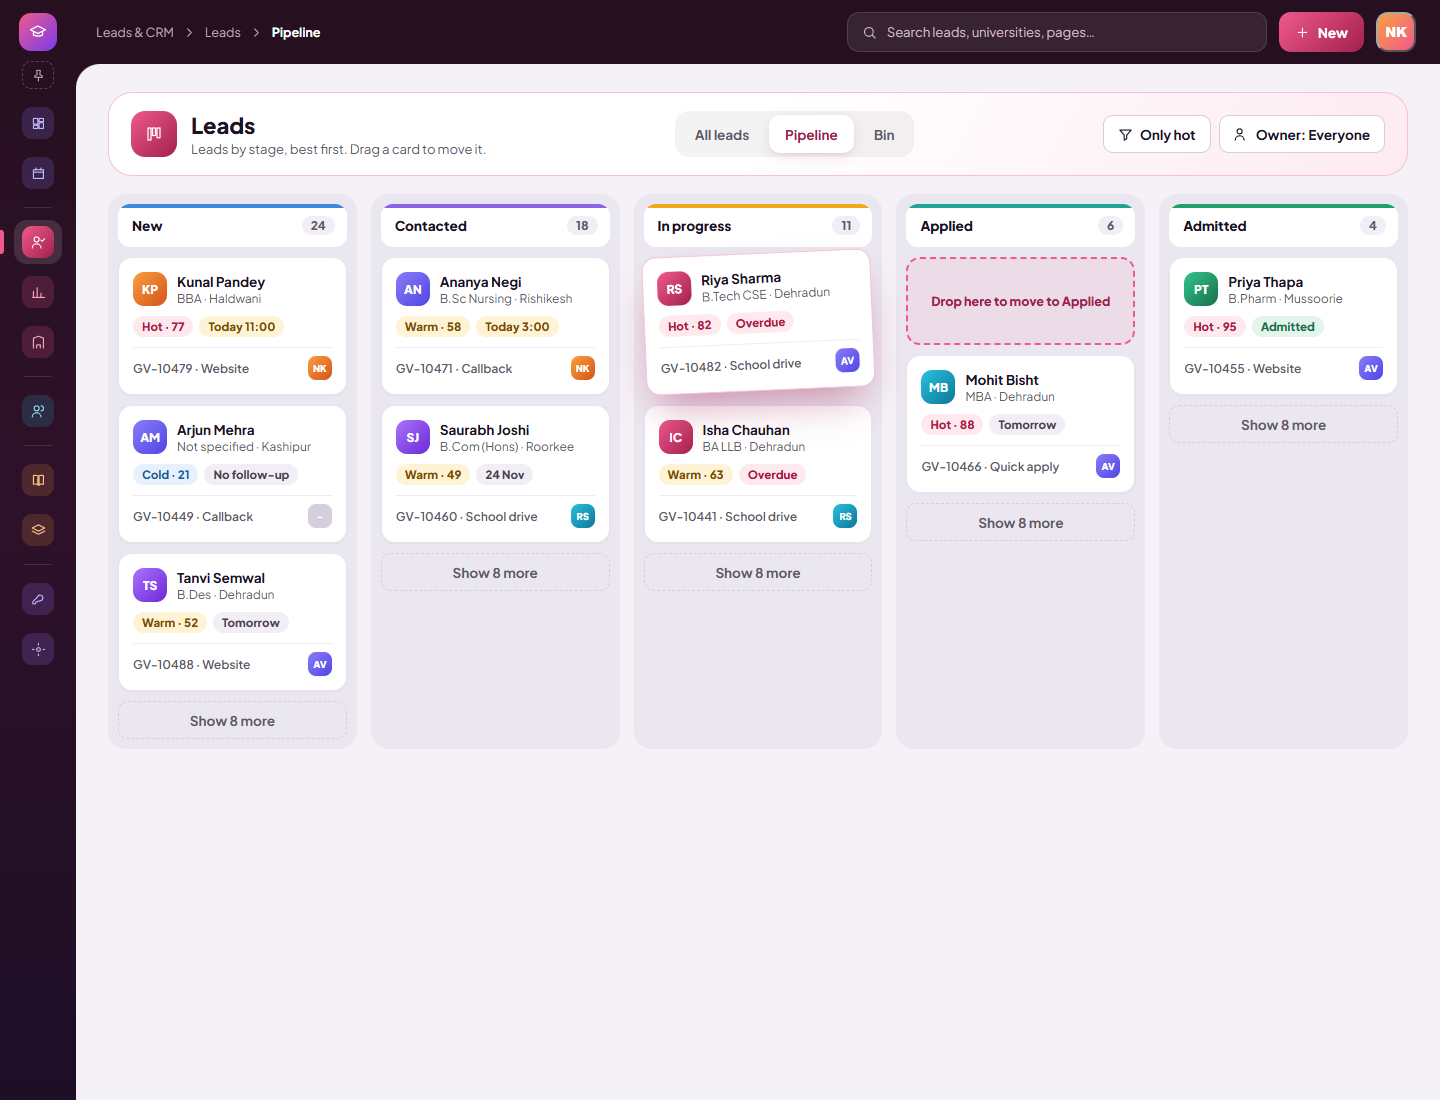 Leads & CRM > Leads > Pipeline
Search leads, universities, pages...
+ New
NK
Leads
Leads by stage, best first. Drag a card to move it.
All leads
Pipeline
Bin
Only hot
Owner: Everyone
New
24
KP
Kunal Pandey
BBA · Haldwani
Hot · 77
Today 11:00
GV-10479 · Website
NK
AM
Arjun Mehra
Not specified · Kashipur
Cold · 21
No follow-up
GV-10449 · Callback
–
TS
Tanvi Semwal
B.Des · Dehradun
Warm · 52
Tomorrow
GV-10488 · Website
AV
Show 8 more
Contacted
18
AN
Ananya Negi
B.Sc Nursing · Rishikesh
Warm · 58
Today 3:00
GV-10471 · Callback
NK
SJ
Saurabh Joshi
B.Com (Hons) · Roorkee
Warm · 49
24 Nov
GV-10460 · School drive
RS
Show 8 more
In progress
11
RS
Riya Sharma
B.Tech CSE · Dehradun
Hot · 82
Overdue
GV-10482 · School drive
AV
IC
Isha Chauhan
BA LLB · Dehradun
Warm · 63
Overdue
GV-10441 · School drive
RS
Show 8 more
Applied
6
Drop here to move to Applied
MB
Mohit Bisht
MBA · Dehradun
Hot · 88
Tomorrow
GV-10466 · Quick apply
AV
Show 8 more
Admitted
4
PT
Priya Thapa
B.Pharm · Mussoorie
Hot · 95
Admitted
GV-10455 · Website
AV
Show 8 more